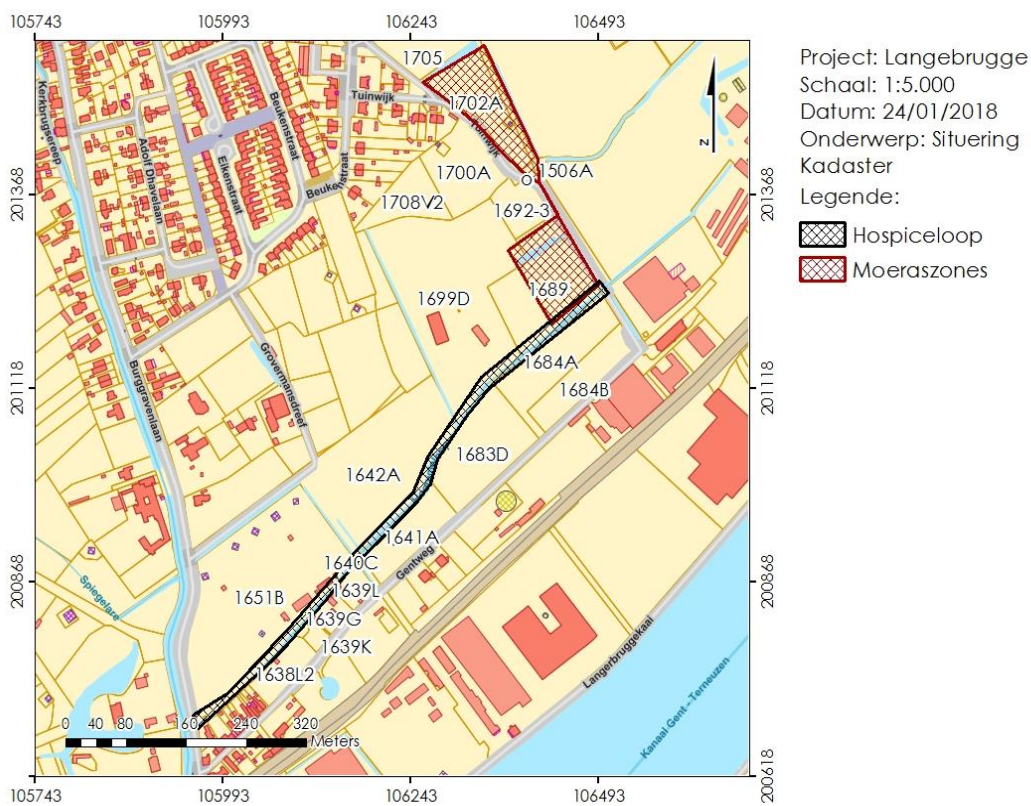 105743 105993 106243 106493
Project: Langebrugge
Schaal: 1:5.000
Datum: 24/01/2018
Onderwerp: Situering
Kadaster
Legende:
Hospiceloop
Moeraszones
N
201368
201118
200868
200618
201368
201118
200868
Kerkbrugsereep
Adolf Dhavelaan
Eikenstraat
Beukenstraat
Beukenstraat
Tuinwijk
Tuinwijk
1705
1702A
1700A
1506A
1708V2
1692-3
1699D
1689
1684A
1684B
Burggravenlaan
Grovermansdreef
1683D
1642A
1641A
Gentweg
1640C
1639L
1651B
1639G
1639K
1638L2
Spiegelare
Langerbruggekaai
Kanaal Gent - Terneuzen
0 40 80 160 240 320
Meters
200618
105743 105993 106243 106493